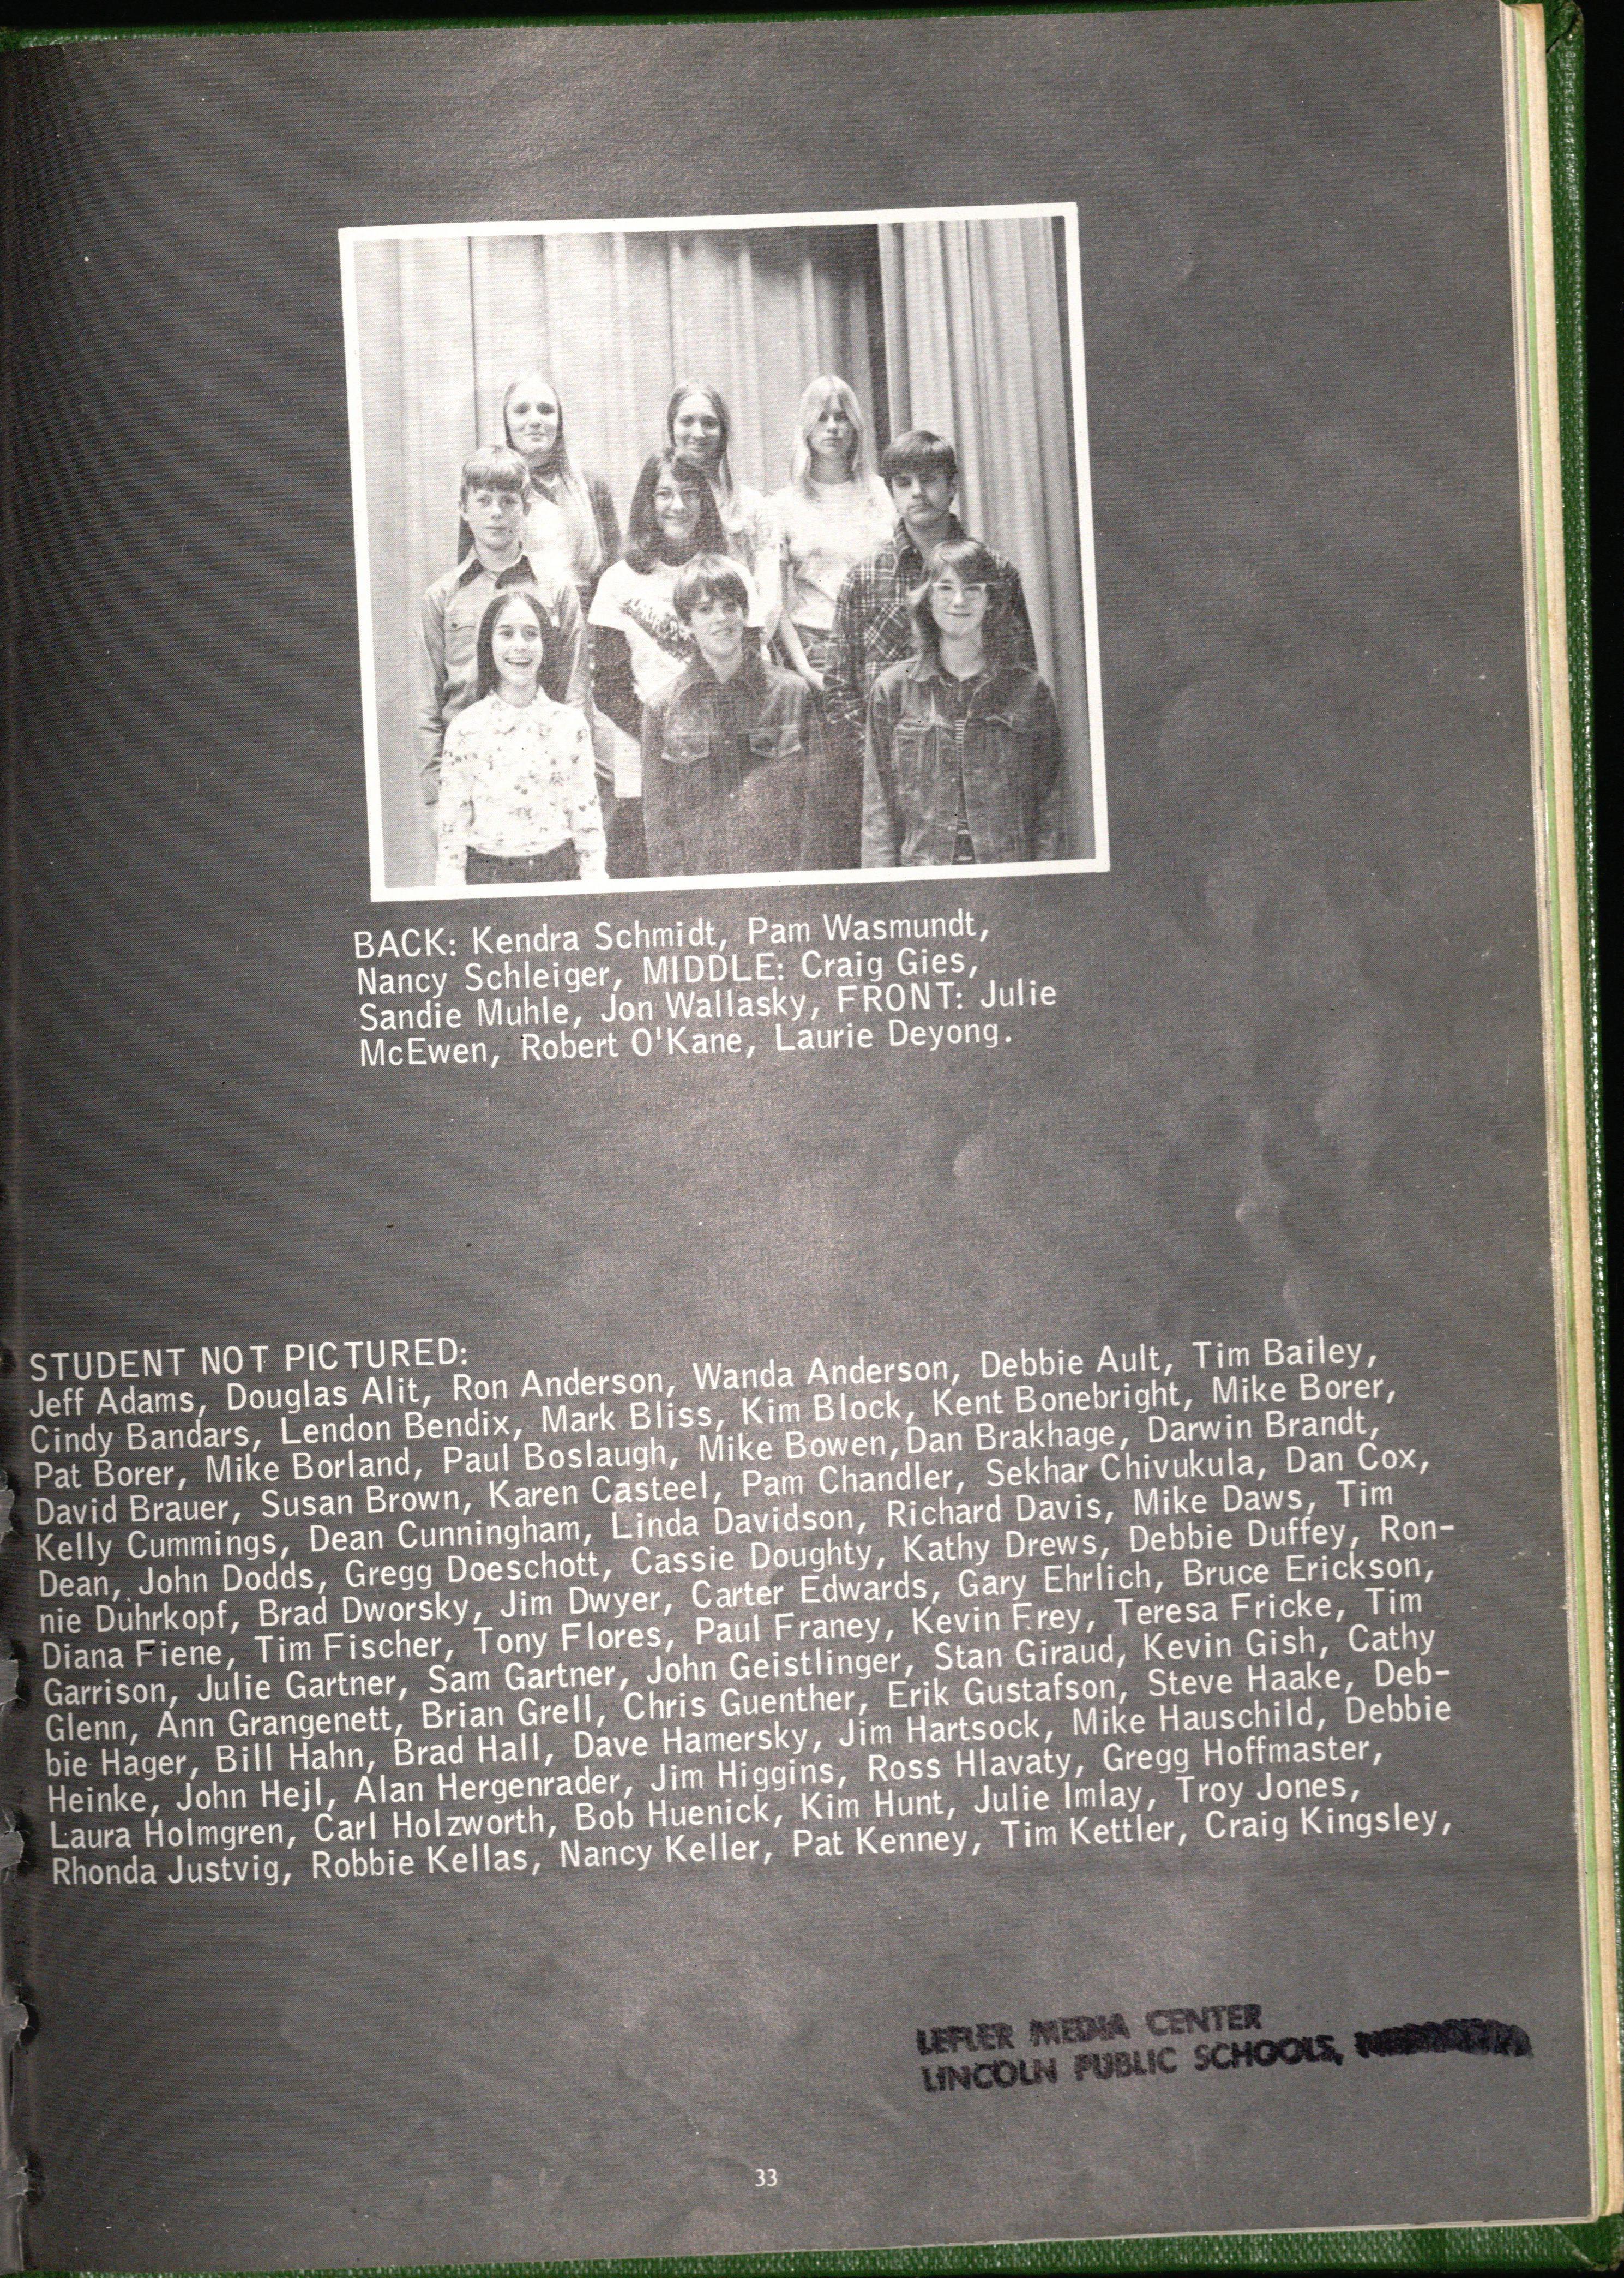 BACK: Kendra Schmidt, Pam Wasmundt,
Nancy Schleiger, MIDDLE: Craig Gies,
Sandie Muhle, Jon Wallasky, FRONT: Julie
McEwen, Robert O'Kane, Laurie Deyong.
STUDENT NOT PICTURED:
Jeff Adams, Douglas Alit, Ron Anderson, Wanda Anderson, Debbie Ault, Tim Bailey,
Cindy Bandars, Lendon Bendix, Mark Bliss, Kim Block, Kent Bonebright, Mike Borer,
Pat Borer, Mike Borland, Paul Boslaugh, Mike Bowen, Dan Brakhage, Darwin Brandt,
David Brauer, Susan Brown, Karen Casteel, Pam Chandler, Sekhar Chivukula, Dan Cox,
Kelly Cummings, Dean Cunningham, Linda Davidson, Richard Davis, Mike Daws, Tim
Dean, John Dodds, Gregg Doeschott, Cassie Doughty, Kathy Drews, Debbie Duffey, Ron-
nie Duhrkopf, Brad Dworsky, Jim Dwyer, Carter Edwards, Gary Ehrlich, Bruce Erickson,
Diana Fiene, Tim Fischer, Tony Flores, Paul Franey, Kevin Frey, Teresa Fricke, Tim
Garrison, Julie Gartner, Sam Gartner, John Geistlinger, Stan Giraud, Kevin Gish, Cathy
Glenn, Ann Grangenett, Brian Grell, Chris Guenther, Erik Gustafson, Steve Haake, Deb-
bie Hager, Bill Hahn, Brad Hall, Dave Hamersky, Jim Hartsock, Mike Hauschild, Debbie
Heinke, John Hejl, Alan Hergenrader, Jim Higgins, Ross Hlavaty, Gregg Hoffmaster,
Laura Holmgren, Carl Holzworth, Bob Huenick, Kim Hunt, Julie Imlay, Troy Jones,
Rhonda Justvig, Robbie Kellas, Nancy Keller, Pat Kenney, Tim Kettler, Craig Kingsley,
LEFLER MEDIA CENTER
LINCOLN PUBLIC SCHOOLS,
33